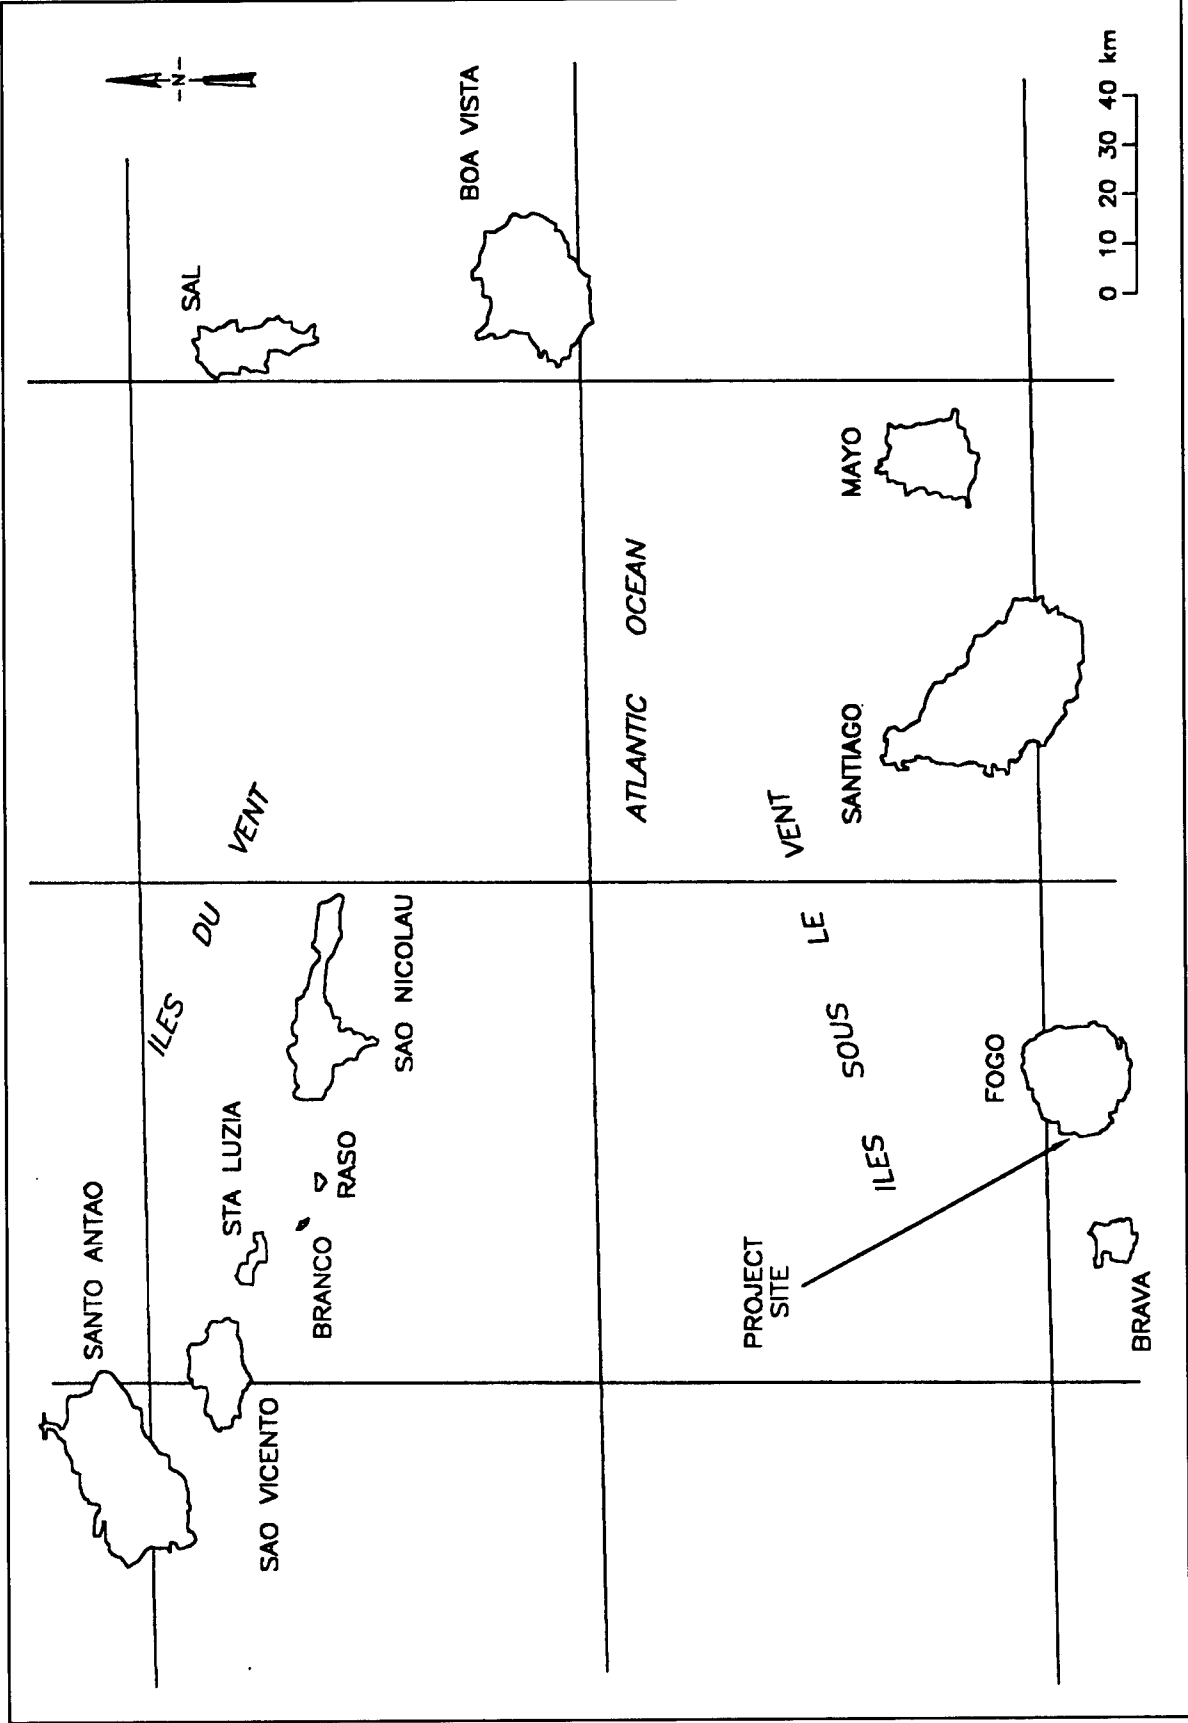 -N-
SANTO ANTAO
SAO VICENTO
STA LUZIA
BRANCO
RASO
SAO NICOLAU
ILES DU VENT
SAL
BOA VISTA
ATLANTIC OCEAN
ILES SOUS LE VENT
PROJECT
SITE
BRAVA
FOGO
SANTIAGO
MAYO
0 10 20 30 40 km